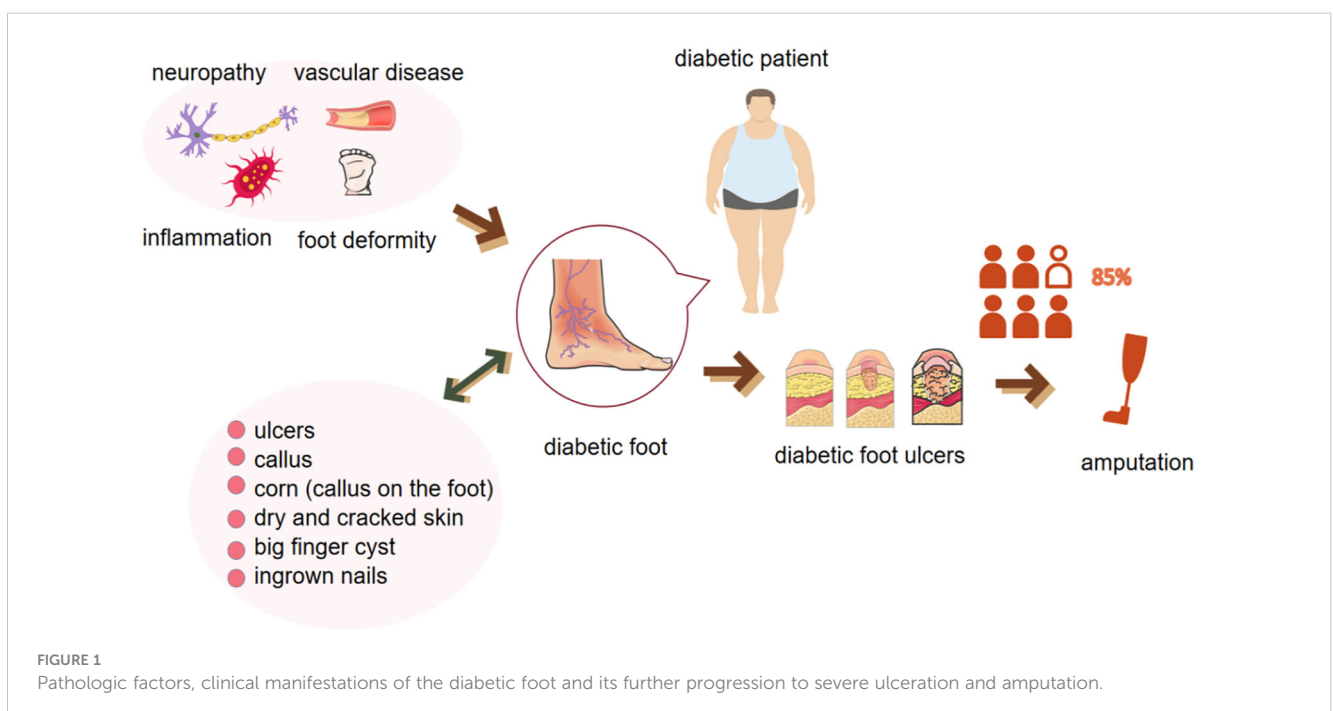 neuropathy
vascular disease
inflammation
foot deformity
diabetic patient
85%
diabetic foot
diabetic foot ulcers
amputation
ulcers
callus
corn (callus on the foot)
dry and cracked skin
big finger cyst
ingrown nails
FIGURE 1
Pathologic factors, clinical manifestations of the diabetic foot and its further progression to severe ulceration and amputation.